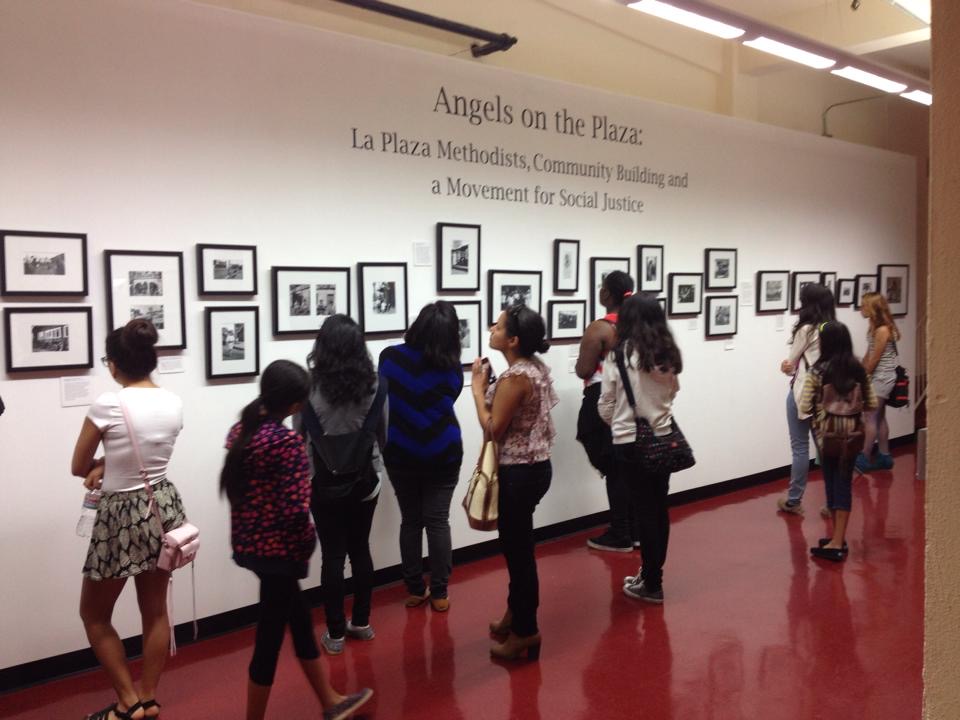 Angels on the Plaza:
La Plaza Methodists, Community Building and
a Movement for Social Justice